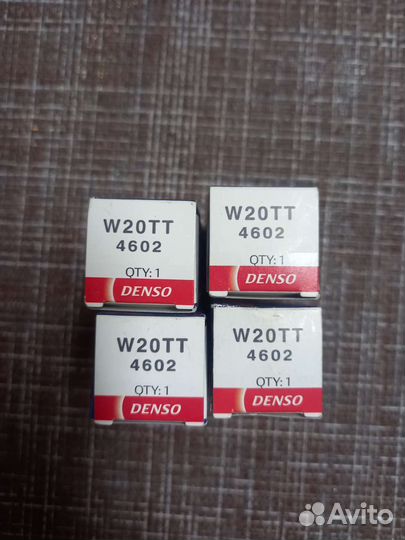 W20TT
4602
QTY: 1
DENSO
W20TT
4602
QTY: 1
DENSO
W20TT
4602
QTY: 1
DENSO
W20TT
4602
QTY: 1
DENSO
Avito